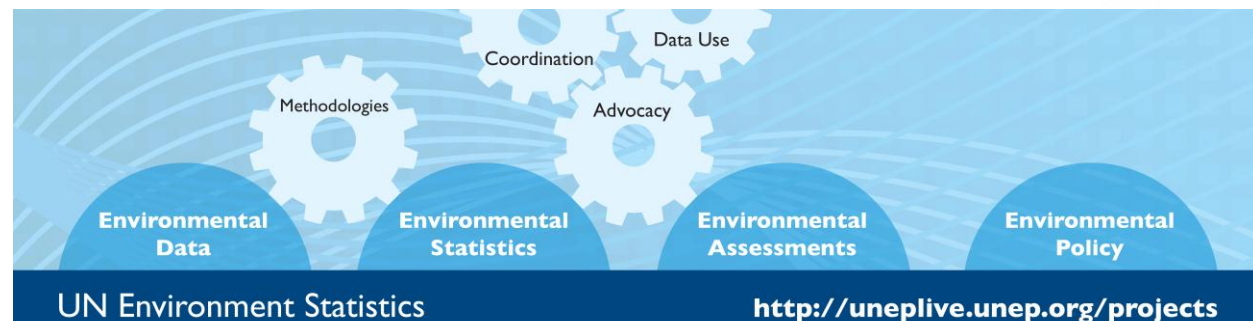 Data Use
Coordination
Methodologies
Advocacy
Environmental
Data
Environmental
Statistics
Environmental
Assessments
Environmental
Policy
UN Environment Statistics
http://uneplive.unep.org/projects